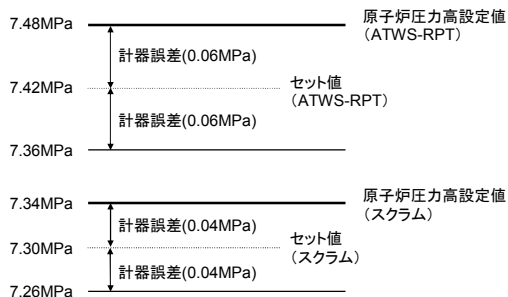 7.48MPa
原子炉圧力高設定値
（ATWS-RPT）
計器誤差(0.06MPa)
7.42MPa
セット値
（ATWS-RPT）
計器誤差(0.06MPa)
7.36MPa
7.34MPa
原子炉圧力高設定値
（スクラム）
計器誤差(0.04MPa)
7.30MPa
セット値
（スクラム）
計器誤差(0.04MPa)
7.26MPa